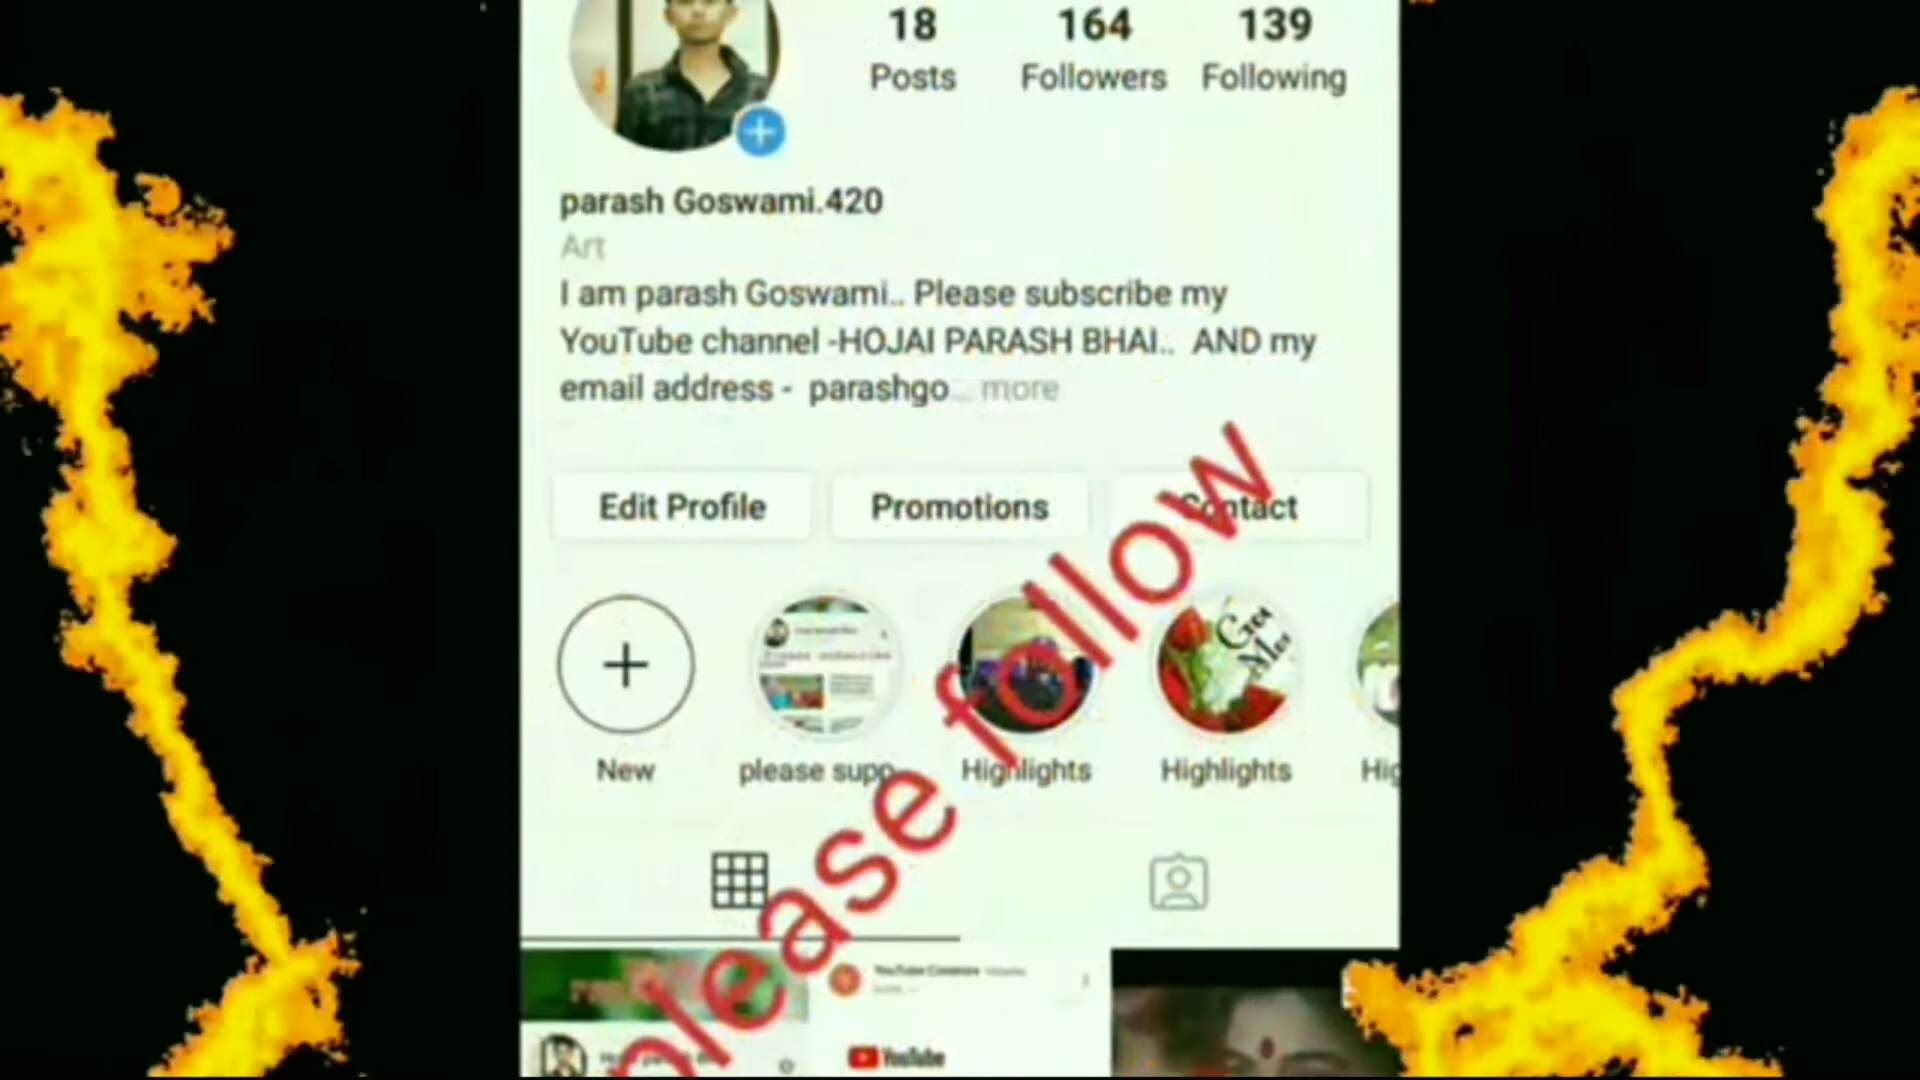 18 164 139
Posts Followers Following
parash Goswami.420
Art
I am parash Goswami.. Please subscribe my
YouTube channel -HOJAI PARASH BHAI.. AND my
email address - parashgo... more
Edit Profile Promotions Contact
New please supp... Highlights Highlights Hig
please follow
YouTube